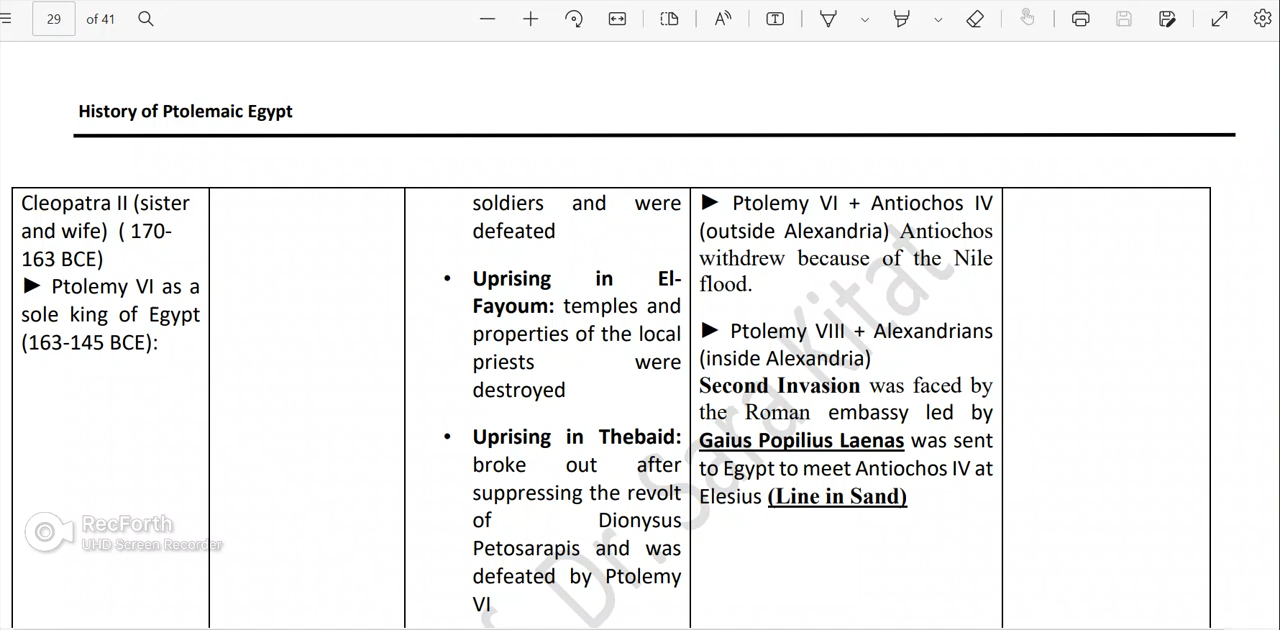 29 of 41
History of Ptolemaic Egypt
Cleopatra II (sister
and wife) ( 170-
163 BCE)
► Ptolemy VI as a
sole king of Egypt
(163-145 BCE):
soldiers and were
defeated
• Uprising in El-
Fayoum: temples and
properties of the local
priests were
destroyed
• Uprising in Thebaid:
broke out after
suppressing the revolt
of Dionysus
Petosarapis and was
defeated by Ptolemy
VI
► Ptolemy VI + Antiochos IV
(outside Alexandria) Antiochos
withdrew because of the Nile
flood.
► Ptolemy VIII + Alexandrians
(inside Alexandria)
Second Invasion was faced by
the Roman embassy led by
Gaius Popilius Laenas was sent
to Egypt to meet Antiochos IV at
Elesius (Line in Sand)
Dr. Sara Kitat
RecForth
UHD Screen Recorder